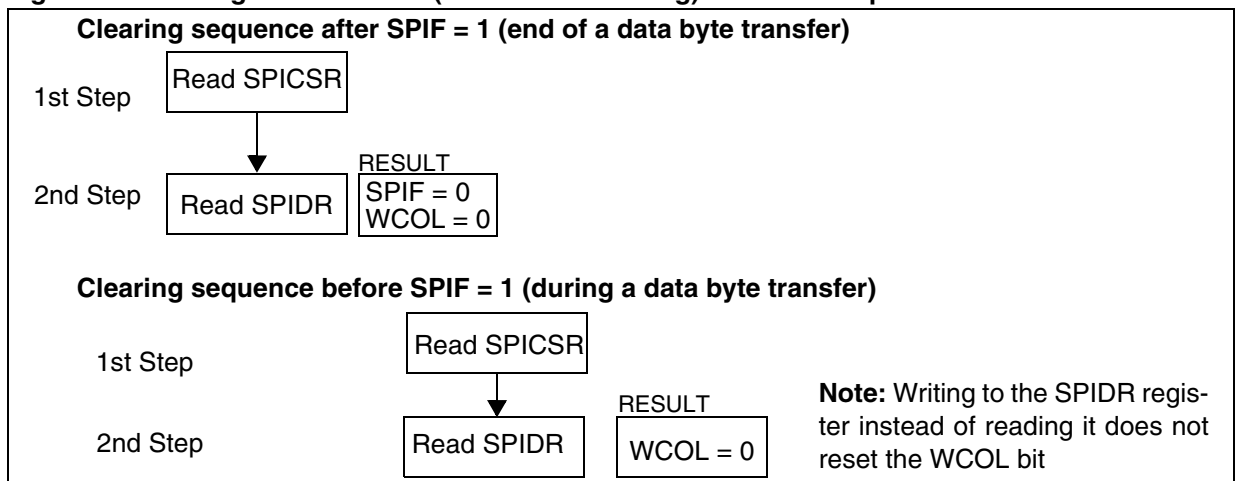 Clearing sequence after SPIF = 1 (end of a data byte transfer)
1st Step
Read SPICSR
RESULT
2nd Step
Read SPIDR
SPIF = 0
WCOL = 0
Clearing sequence before SPIF = 1 (during a data byte transfer)
1st Step
Read SPICSR
RESULT
2nd Step
Read SPIDR
WCOL = 0
Note: Writing to the SPIDR regis-
ter instead of reading it does not
reset the WCOL bit